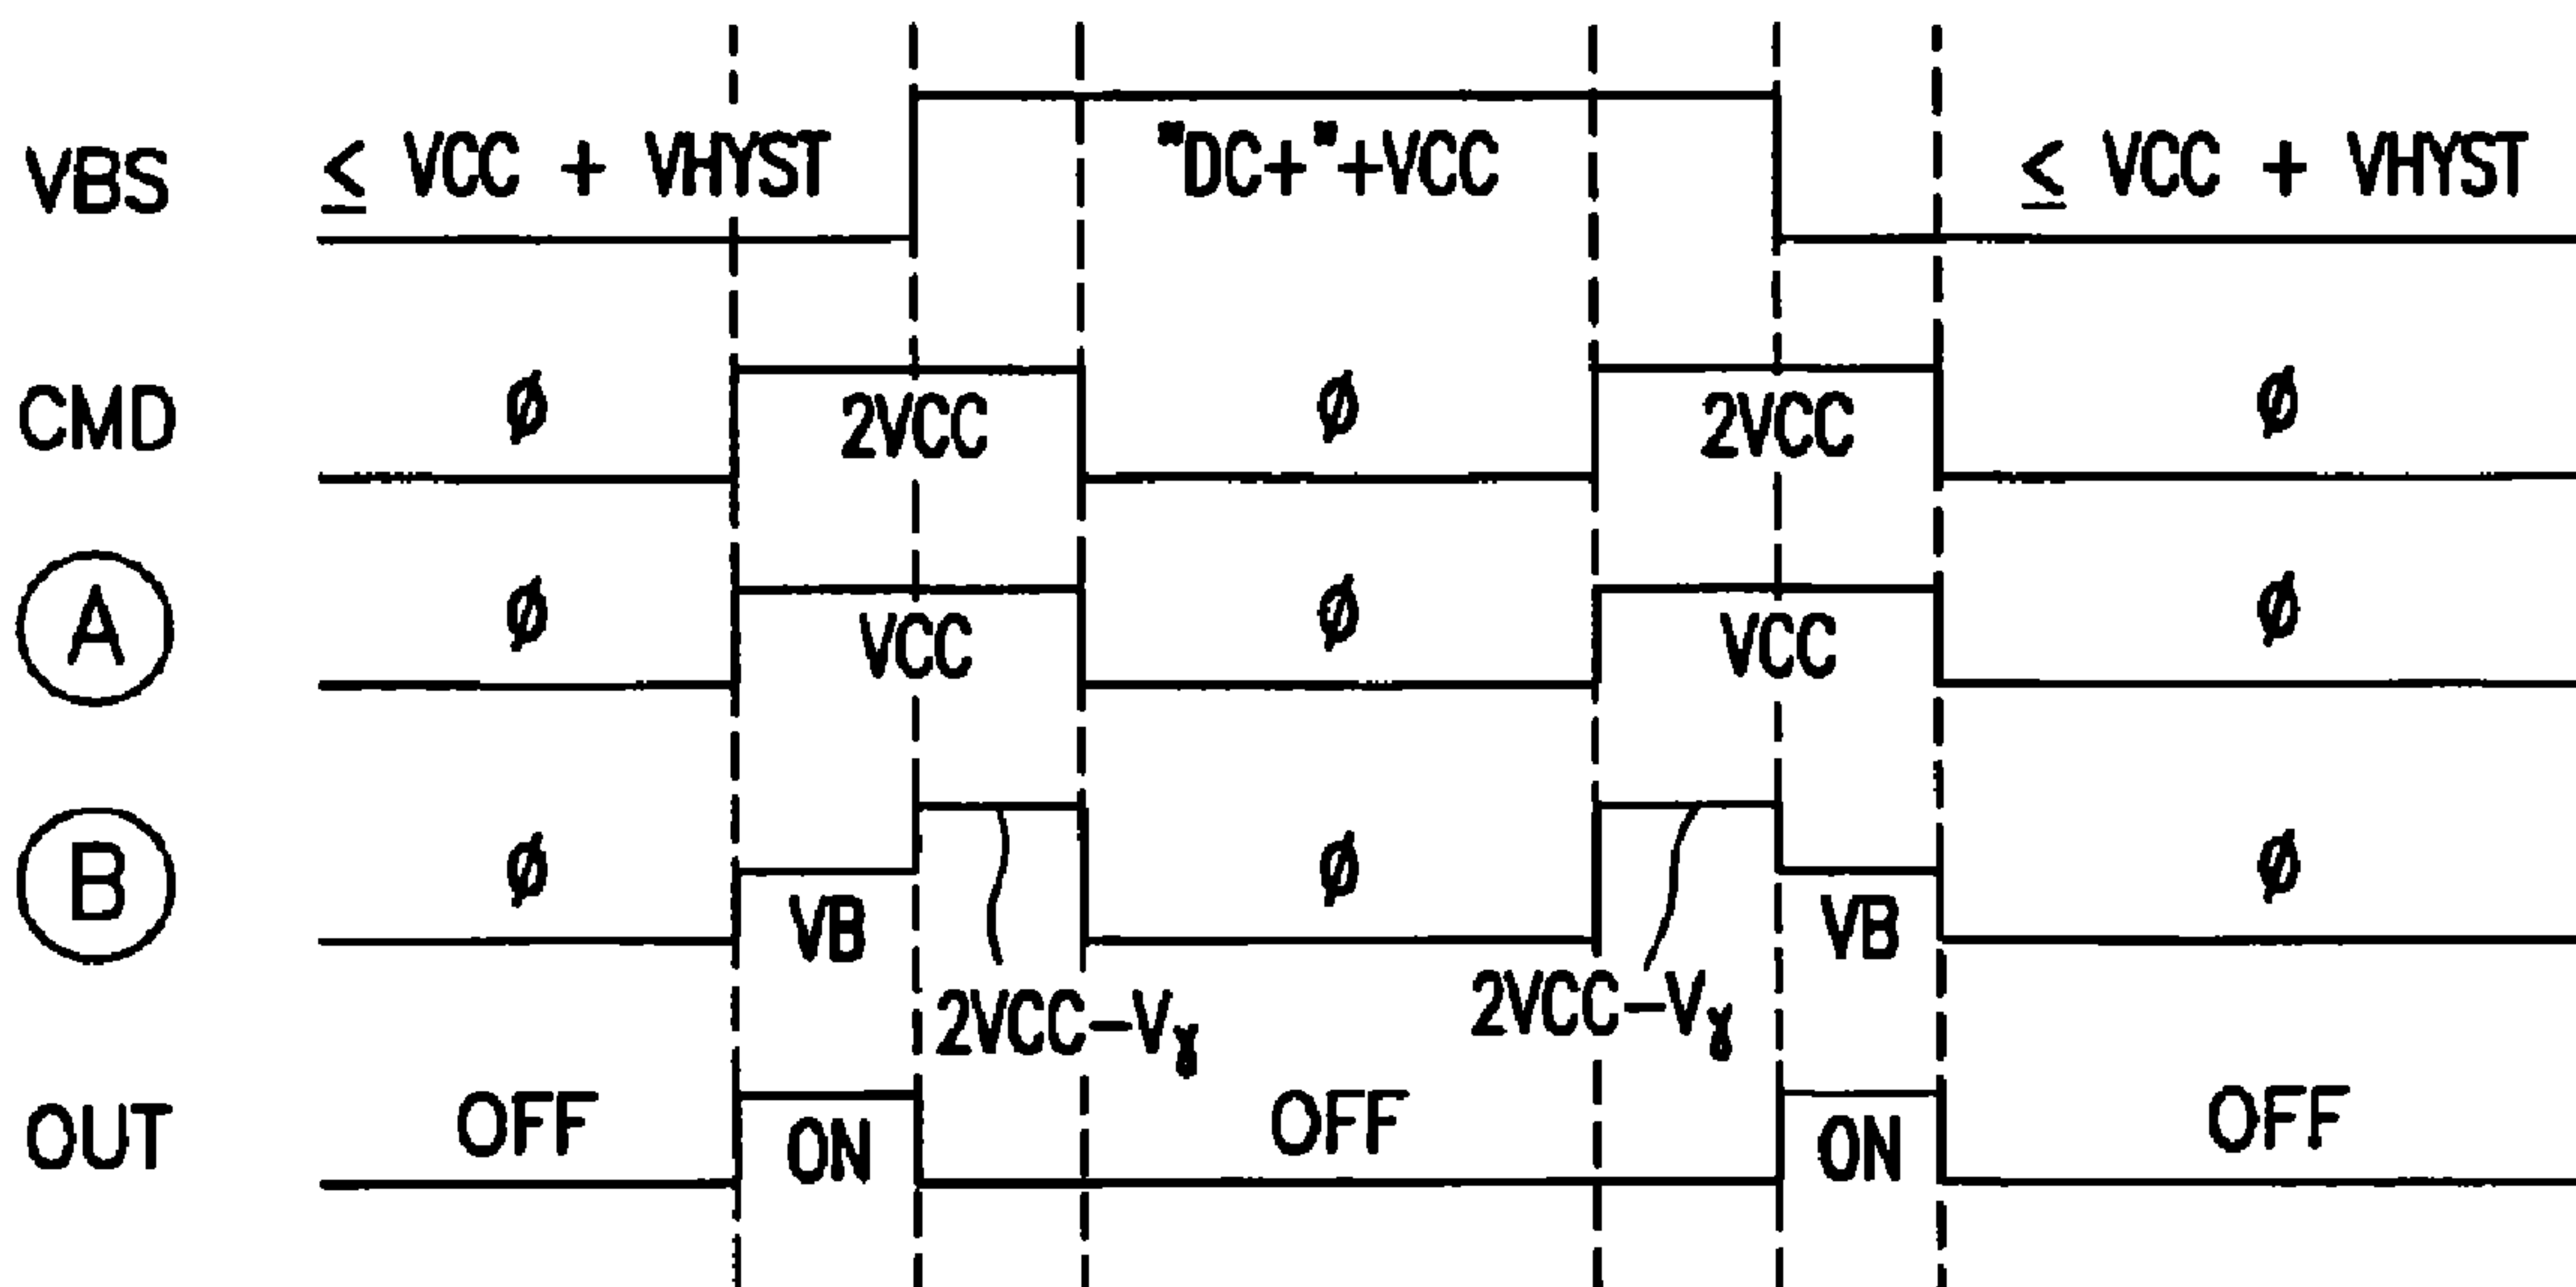 VBS ≤ VCC + VHYST "DC+"+VCC ≤ VCC + VHYST
CMD ø 2VCC ø 2VCC ø
A ø VCC ø VCC ø
B ø VB ø VB ø
2VCC-Vγ 2VCC-Vγ
OUT OFF ON OFF ON OFF